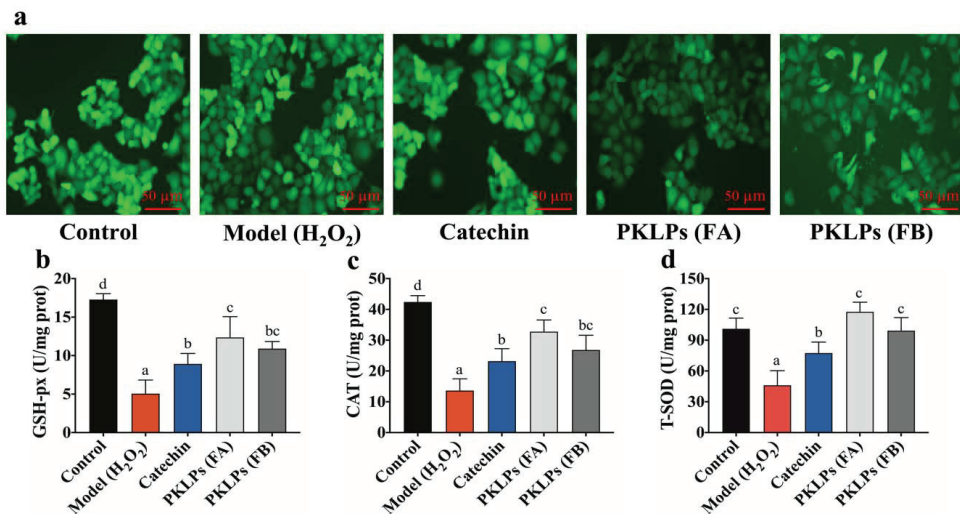 a
50 μm
50 μm
50 μm
50 μm
50 μm
Control
Model (H₂O₂)
Catechin
PKLPs (FA)
PKLPs (FB)
b
GSH-px (U/mg prot)
20
15
10
5
0
d
a
b
c
bc
Control
Model (H₂O₂)
Catechin
PKLPs (FA)
PKLPs (FB)
c
CAT (U/mg prot)
50
40
30
20
10
0
d
a
b
c
bc
Control
Model (H₂O₂)
Catechin
PKLPs (FA)
PKLPs (FB)
d
T-SOD (U/mg prot)
150
120
90
60
30
0
c
a
b
c
c
Control
Model (H₂O₂)
Catechin
PKLPs (FA)
PKLPs (FB)